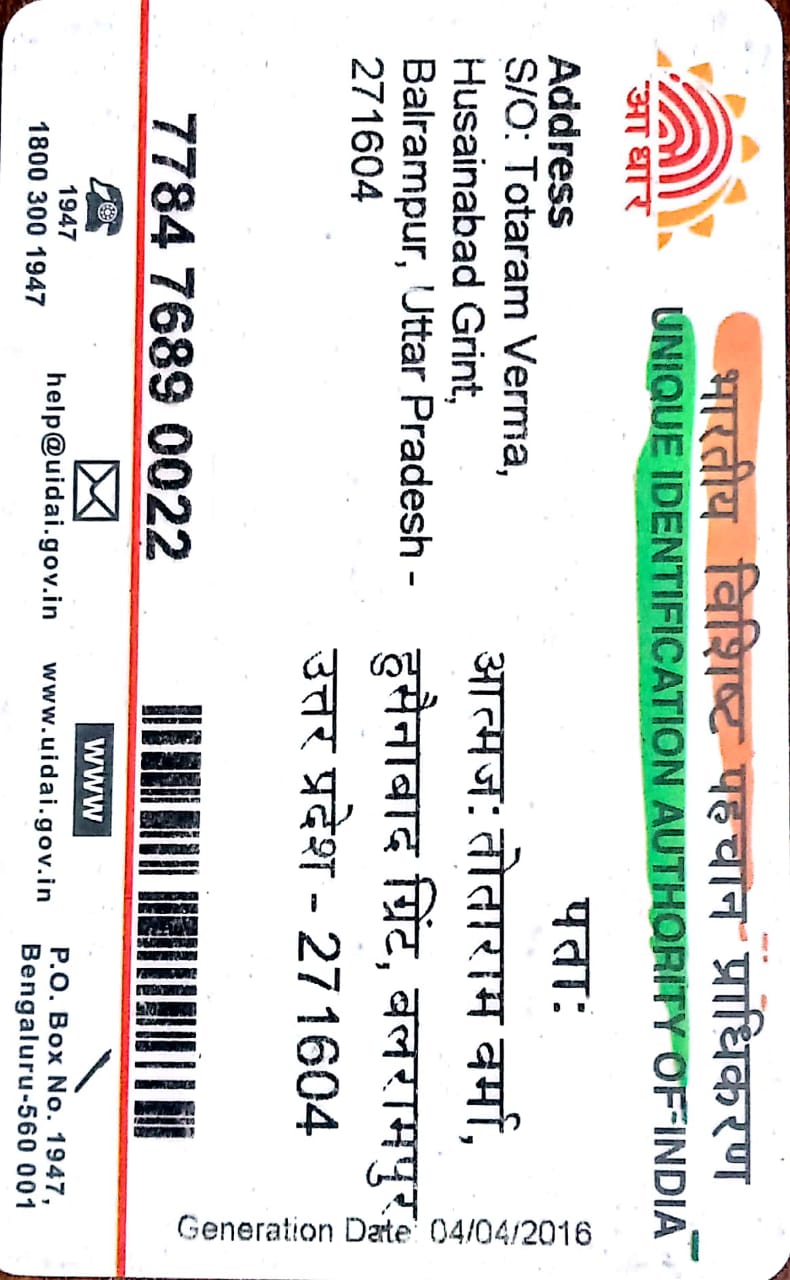 आधार
भारतीय विशिष्ट पहचान प्राधिकरण
UNIQUE IDENTIFICATION AUTHORITY OF INDIA
Address
S/O: Totaram Verma,
Husainabad Grint,
Balrampur, Uttar Pradesh -
271604
पता:
आत्मज: तोताराम वर्मा,
हुसैनाबाद ग्रिंट, बलरामपुर
उत्तर प्रदेश - 271604
Generation Date: 04/04/2016
7784 7689 0022
1947
1800 300 1947
help@uidai.gov.in
WWW
www.uidai.gov.in
P.O. Box No. 1947,
Bengaluru-560 001